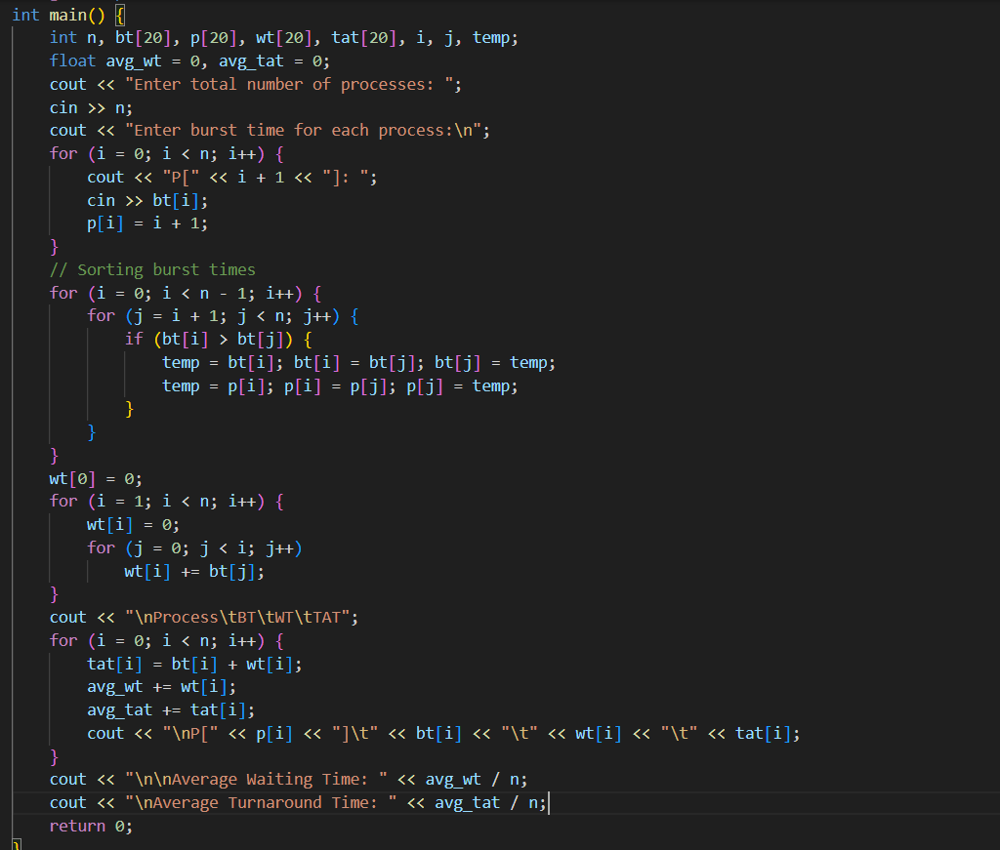 int main() {
    int n, bt[20], p[20], wt[20], tat[20], i, j, temp;
    float avg_wt = 0, avg_tat = 0;
    cout << "Enter total number of processes: ";
    cin >> n;
    cout << "Enter burst time for each process:\n";
    for (i = 0; i < n; i++) {
        cout << "P[" << i + 1 << "]: ";
        cin >> bt[i];
        p[i] = i + 1;
    }
    // Sorting burst times
    for (i = 0; i < n - 1; i++) {
        for (j = i + 1; j < n; j++) {
            if (bt[i] > bt[j]) {
                temp = bt[i]; bt[i] = bt[j]; bt[j] = temp;
                temp = p[i]; p[i] = p[j]; p[j] = temp;
            }
        }
    }
    wt[0] = 0;
    for (i = 1; i < n; i++) {
        wt[i] = 0;
        for (j = 0; j < i; j++)
            wt[i] += bt[j];
    }
    cout << "\nProcess\tBT\tWT\tTAT";
    for (i = 0; i < n; i++) {
        tat[i] = bt[i] + wt[i];
        avg_wt += wt[i];
        avg_tat += tat[i];
        cout << "\nP[" << p[i] << "]\t" << bt[i] << "\t" << wt[i] << "\t" << tat[i];
    }
    cout << "\n\nAverage Waiting Time: " << avg_wt / n;
    cout << "\nAverage Turnaround Time: " << avg_tat / n;
    return 0;
}